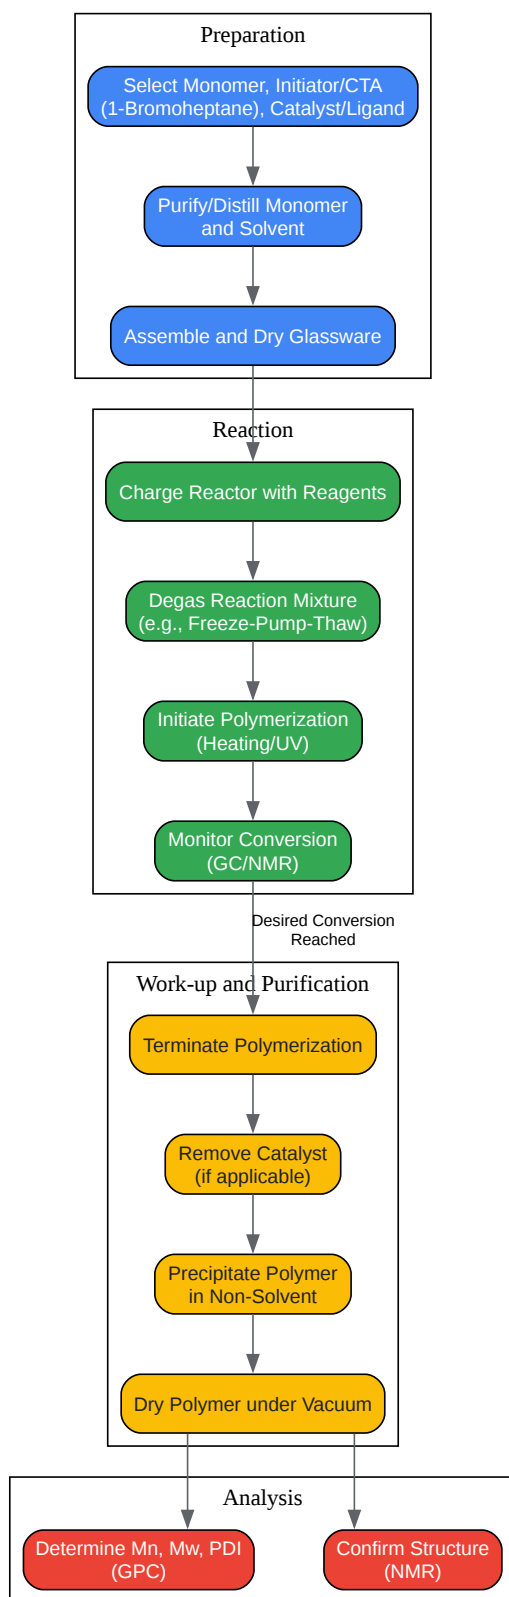 Preparation
Select Monomer, Initiator/CTA
(1-Bromoheptane), Catalyst/Ligand
Purify/Distill Monomer
and Solvent
Assemble and Dry Glassware
Reaction
Charge Reactor with Reagents
Degas Reaction Mixture
(e.g., Freeze-Pump-Thaw)
Initiate Polymerization
(Heating/UV)
Monitor Conversion
(GC/NMR)
Desired Conversion
Reached
Work-up and Purification
Terminate Polymerization
Remove Catalyst
(if applicable)
Precipitate Polymer
in Non-Solvent
Dry Polymer under Vacuum
Analysis
Determine Mn, Mw, PDI
(GPC)
Confirm Structure
(NMR)